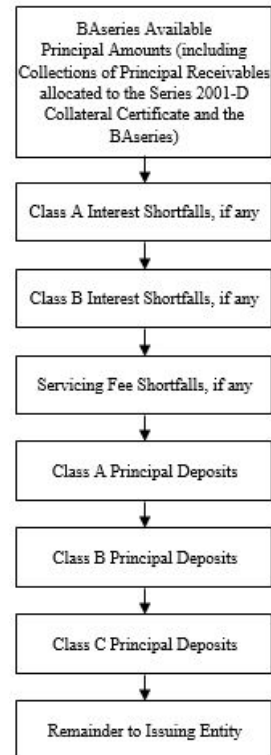 BAseries Available
Principal Amounts (including
Collections of Principal Receivables
allocated to the Series 2001-D
Collateral Certificate and the
BAseries)
Class A Interest Shortfalls, if any
Class B Interest Shortfalls, if any
Servicing Fee Shortfalls, if any
Class A Principal Deposits
Class B Principal Deposits
Class C Principal Deposits
Remainder to Issuing Entity